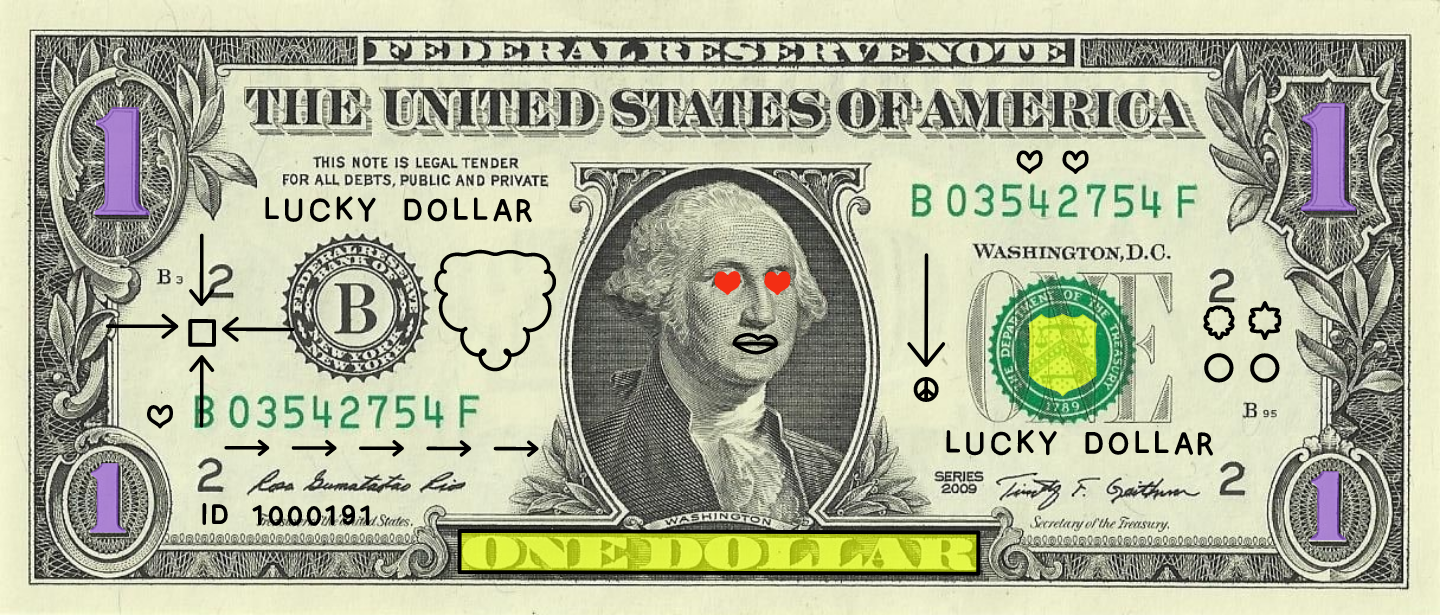 FEDERAL RESERVE NOTE
THE UNITED STATES OF AMERICA
1
1
THIS NOTE IS LEGAL TENDER
FOR ALL DEBTS, PUBLIC AND PRIVATE
LUCKY DOLLAR
B 03542754 F
WASHINGTON, D.C.
B 3
2
FEDERAL RESERVE BANK OF NEW YORK
NEW YORK
B
ONE
THE DEPARTMENT OF THE TREASURY
1789
2
B 95
B 03542754 F
LUCKY DOLLAR
2
Rosa Gumataotao Rios
SERIES
2009
Timothy F. Geithner
2
ID 1000191
Treasurer of the United States.
Secretary of the Treasury.
WASHINGTON
1
1
ONE DOLLAR